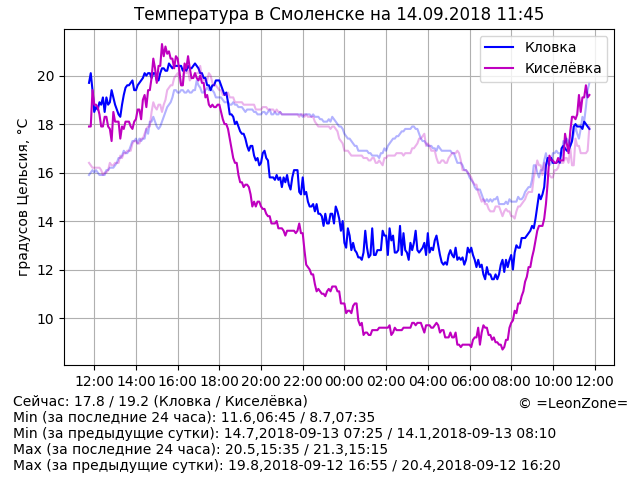 Температура в Смоленске на 14.09.2018 11:45
градусов Цельсия, °C
Кловка
Киселёвка
20
18
16
14
12
10
12:00 14:00 16:00 18:00 20:00 22:00 00:00 02:00 04:00 06:00 08:00 10:00 12:00
Сейчас: 17.8 / 19.2 (Кловка / Киселёвка)
© =LeonZone=
Min (за последние 24 часа): 11.6,06:45 / 8.7,07:35
Min (за предыдущие сутки): 14.7,2018-09-13 07:25 / 14.1,2018-09-13 08:10
Max (за последние 24 часа): 20.5,15:35 / 21.3,15:15
Max (за предыдущие сутки): 19.8,2018-09-12 16:55 / 20.4,2018-09-12 16:20